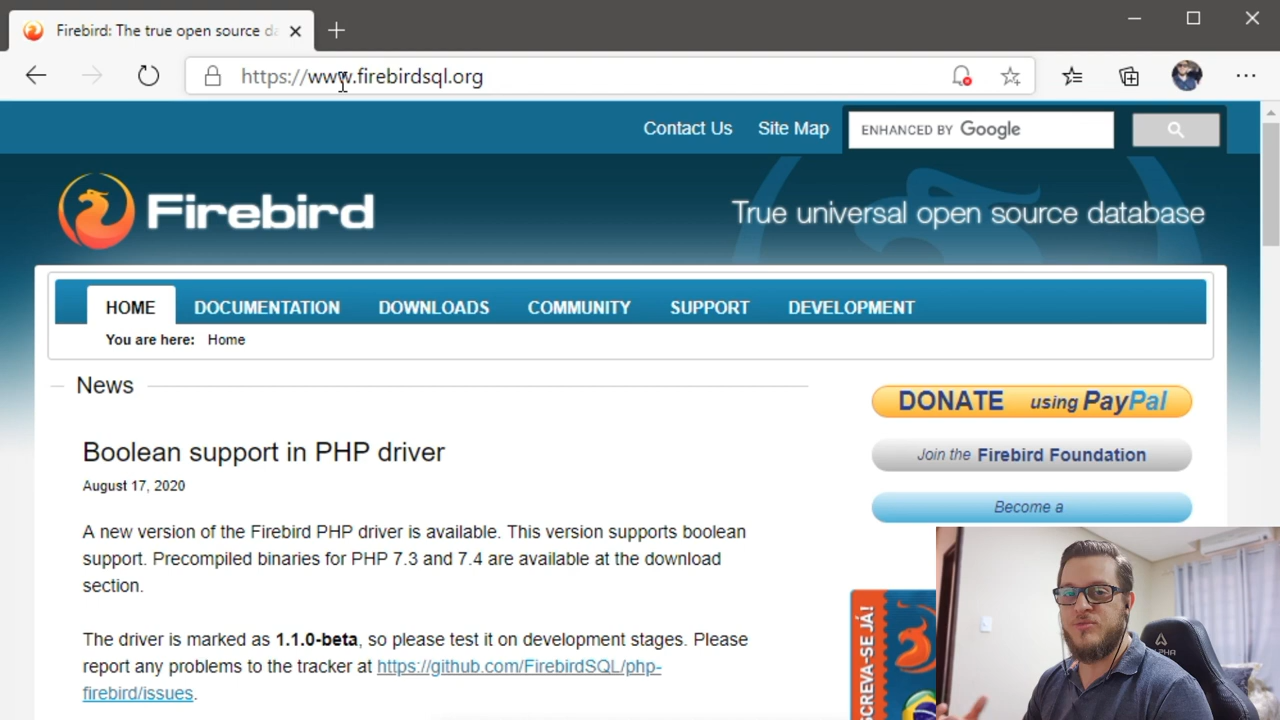 Firebird: The true open source d
https://www.firebirdsql.org
Contact Us Site Map ENHANCED BY Google
Firebird
True universal open source database
HOME DOCUMENTATION DOWNLOADS COMMUNITY SUPPORT DEVELOPMENT
You are here: Home
News
DONATE using PayPal
Boolean support in PHP driver
Join the Firebird Foundation
August 17, 2020
Become a
A new version of the Firebird PHP driver is available. This version supports boolean
support. Precompiled binaries for PHP 7.3 and 7.4 are available at the download
section.
The driver is marked as 1.1.0-beta, so please test it on development stages. Please
report any problems to the tracker at https://github.com/FirebirdSQL/php-
firebird/issues.
SCREVA-SE JÁ!